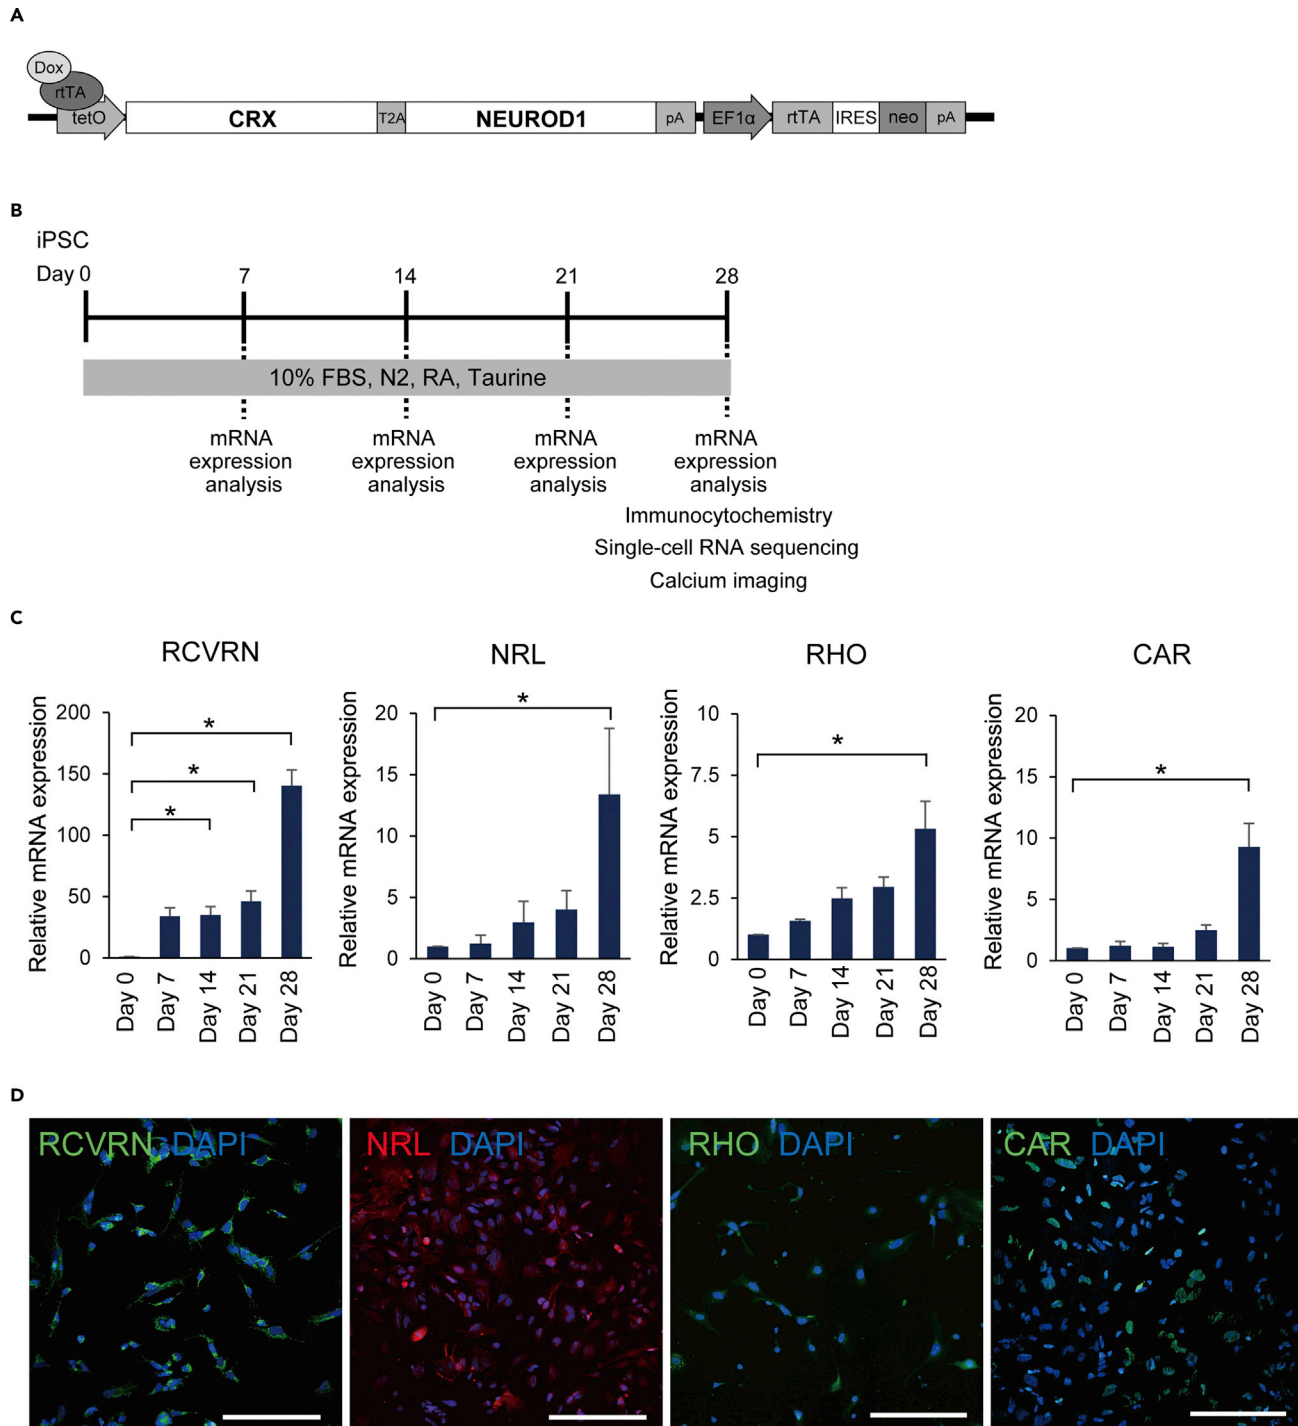 A
Dox
rtTA
tetO CRX T2A NEUROD1 pA EF1α rtTA IRES neo pA
B
iPSC
Day 0 7 14 21 28
10% FBS, N2, RA, Taurine
mRNA expression analysis
mRNA expression analysis
mRNA expression analysis
mRNA expression analysis
Immunocytochemistry
Single-cell RNA sequencing
Calcium imaging
C
RCVRN
Relative mRNA expression
200
150
100
50
0
*
*
*
Day 0
Day 7
Day 14
Day 21
Day 28
NRL
Relative mRNA expression
20
15
10
5
0
*
Day 0
Day 7
Day 14
Day 21
Day 28
RHO
Relative mRNA expression
10
7.5
5
2.5
0
*
Day 0
Day 7
Day 14
Day 21
Day 28
CAR
Relative mRNA expression
20
15
10
5
0
*
Day 0
Day 7
Day 14
Day 21
Day 28
D
RCVRN DAPI
NRL DAPI
RHO DAPI
CAR DAPI